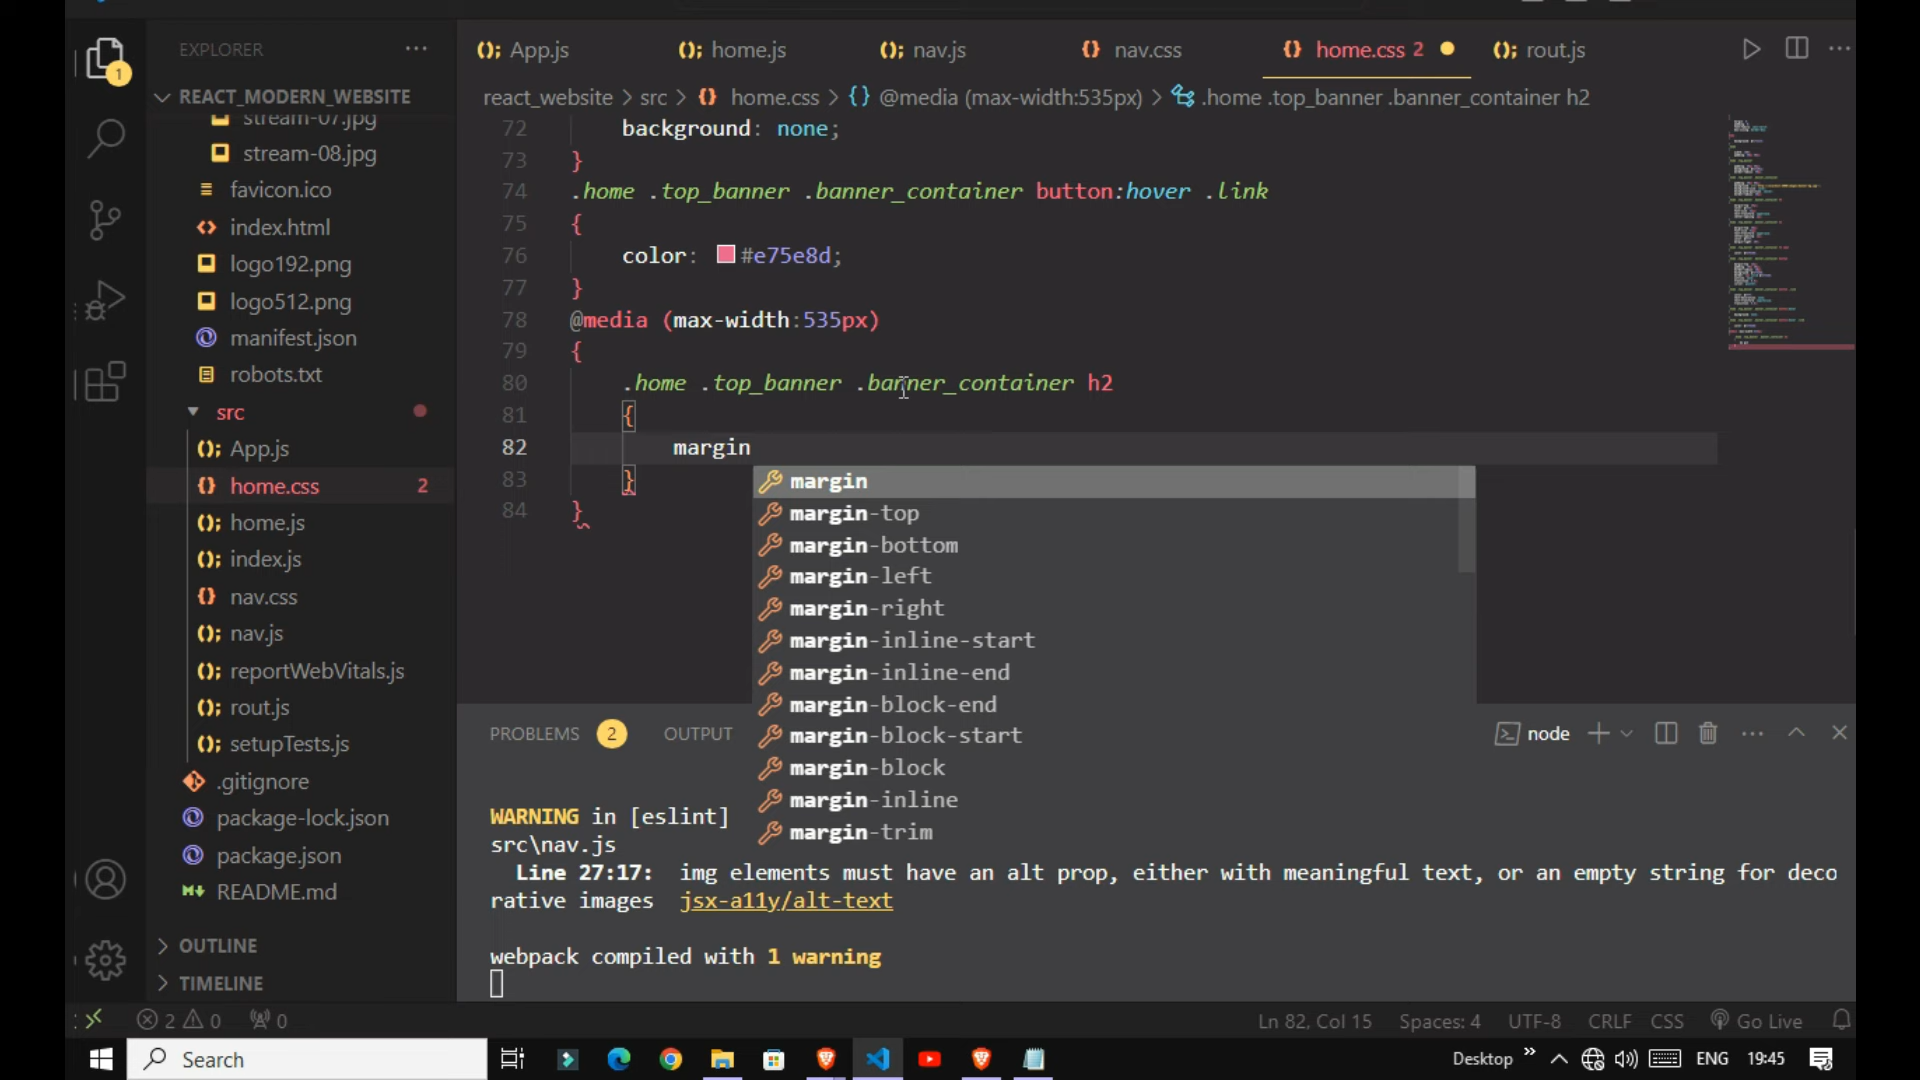 EXPLORER
REACT_MODERN_WEBSITE
stream-07.jpg
stream-08.jpg
favicon.ico
index.html
logo192.png
logo512.png
manifest.json
robots.txt
src
App.js
home.css 2
home.js
index.js
nav.css
nav.js
reportWebVitals.js
rout.js
setupTests.js
.gitignore
package-lock.json
package.json
README.md
OUTLINE
TIMELINE
1
App.js
home.js
nav.js
nav.css
home.css 2
rout.js
react_website > src > {} home.css > {} @media (max-width:535px) > .home .top_banner .banner_container h2
72 background: none;
73 }
74 .home .top_banner .banner_container button:hover .link
75 {
76 color: #e75e8d;
77 }
78 @media (max-width:535px)
79 {
80 .home .top_banner .banner_container h2
81 {
82 margin
83 }
84 }
margin
margin-top
margin-bottom
margin-left
margin-right
margin-inline-start
margin-inline-end
margin-block-end
margin-block-start
margin-block
margin-inline
margin-trim
PROBLEMS 2 OUTPUT
node
WARNING in [eslint]
src\nav.js
Line 27:17: img elements must have an alt prop, either with meaningful text, or an empty string for deco
rative images jsx-a11y/alt-text
webpack compiled with 1 warning
2 0 0
Ln 82, Col 15 Spaces: 4 UTF-8 CRLF CSS Go Live
Search
Desktop » ENG 19:45